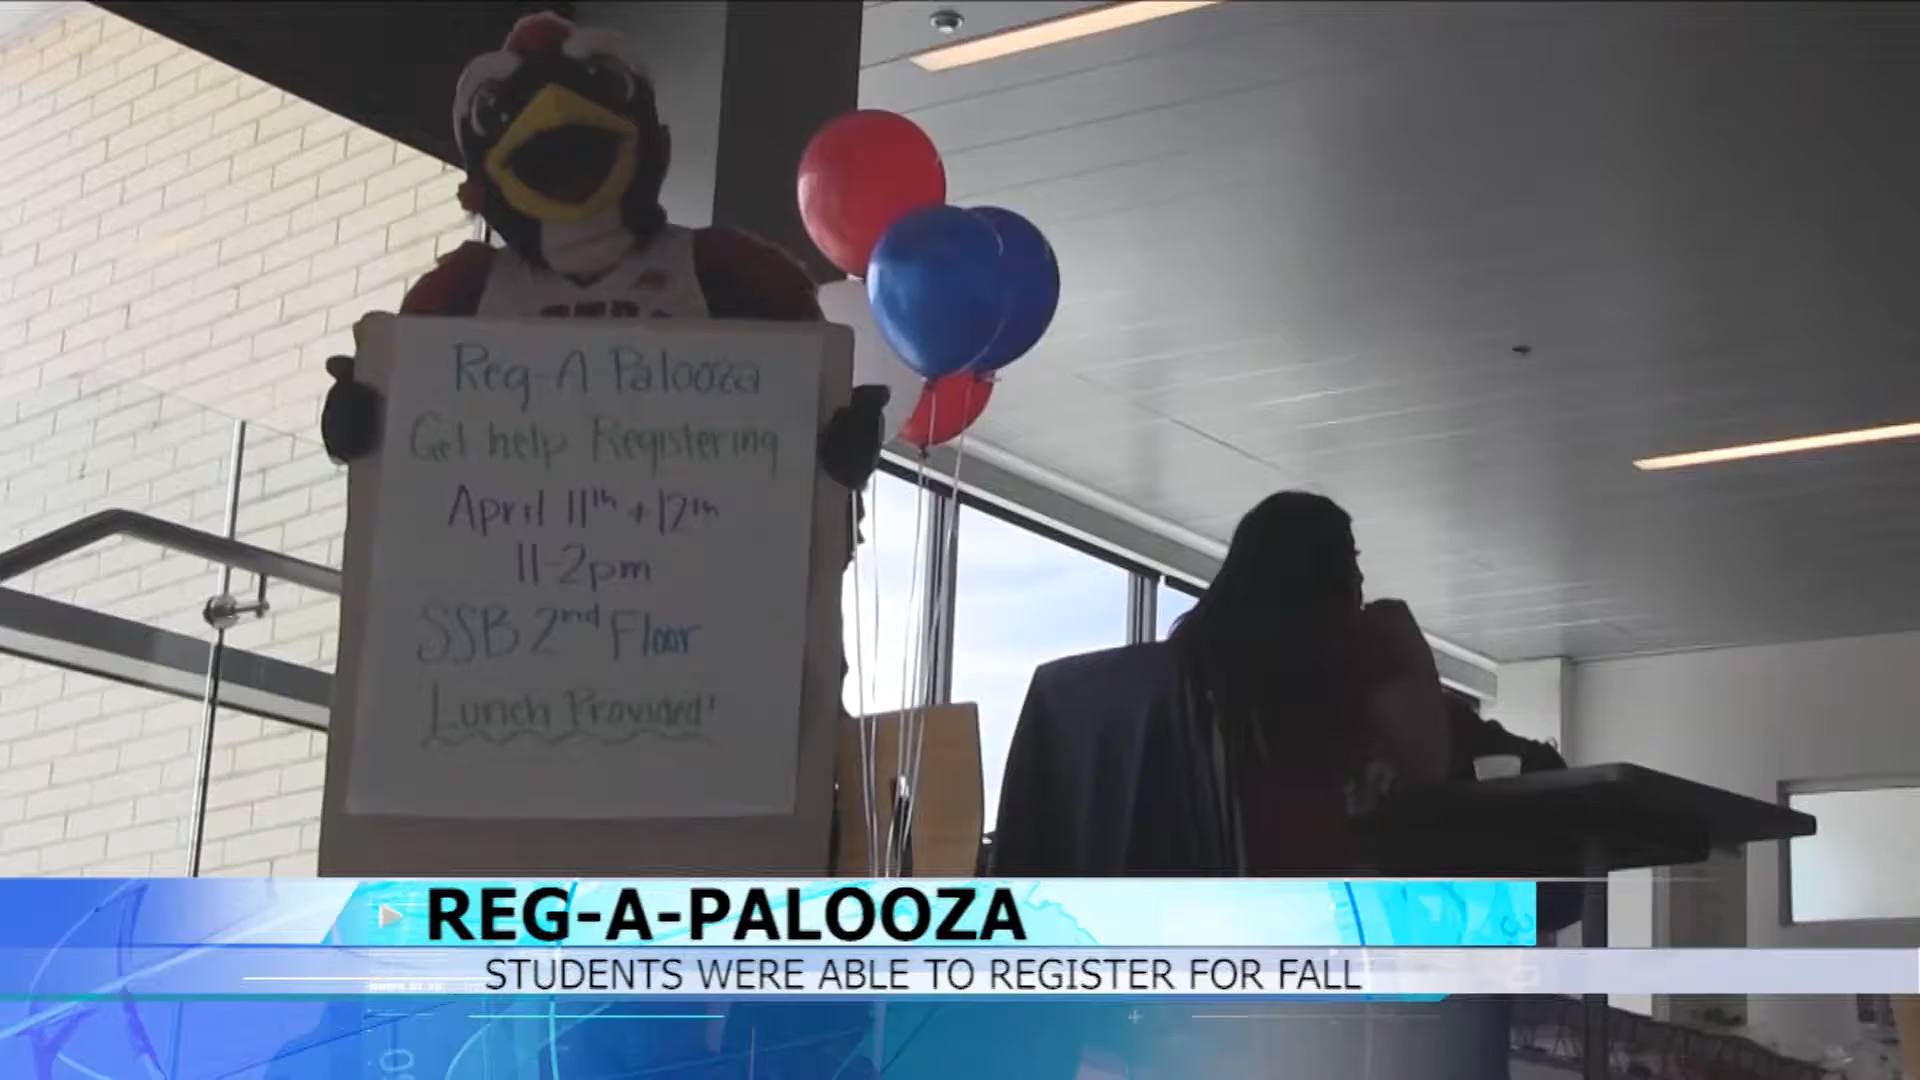 Reg-A-Palooza
Get help Registering
April 11th + 12th
11-2pm
SSB 2nd Floor
Lunch Provided!
REG-A-PALOOZA
STUDENTS WERE ABLE TO REGISTER FOR FALL